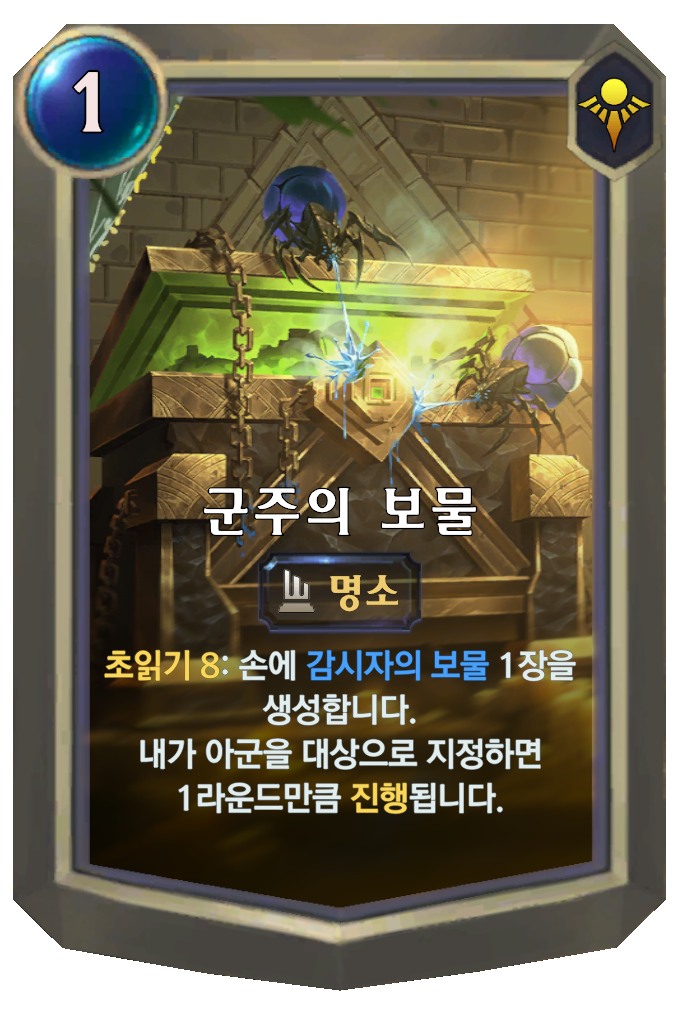 1
군주의 보물
명소
초읽기 8: 손에 감시자의 보물 1장을
생성합니다.
내가 아군을 대상으로 지정하면
1라운드만큼 진행됩니다.